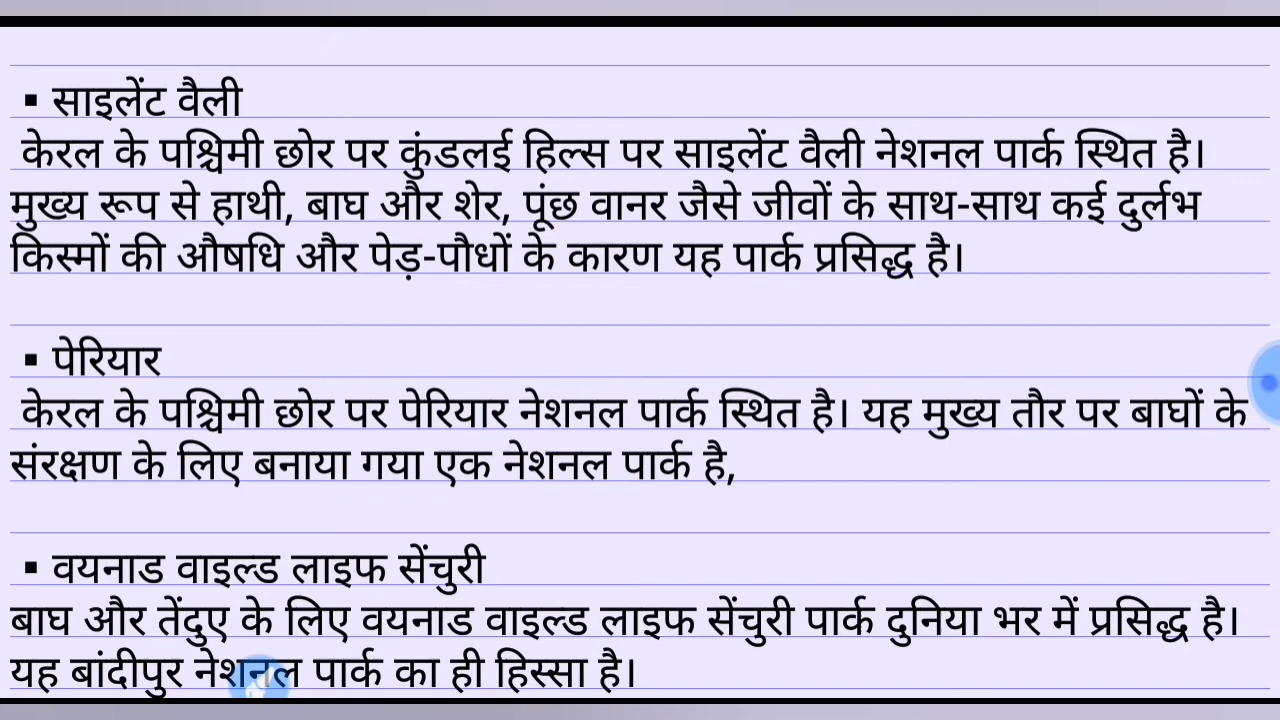 ▪ साइलेंट वैली
केरल के पश्चिमी छोर पर कुंडलई हिल्स पर साइलेंट वैली नेशनल पार्क स्थित है।
मुख्य रूप से हाथी, बाघ और शेर, पूंछ वानर जैसे जीवों के साथ-साथ कई दुर्लभ
किस्मों की औषधि और पेड़-पौधों के कारण यह पार्क प्रसिद्ध है।
▪ पेरियार
केरल के पश्चिमी छोर पर पेरियार नेशनल पार्क स्थित है। यह मुख्य तौर पर बाघों के
संरक्षण के लिए बनाया गया एक नेशनल पार्क है,
▪ वयनाड वाइल्ड लाइफ सेंचुरी
बाघ और तेंदुए के लिए वयनाड वाइल्ड लाइफ सेंचुरी पार्क दुनिया भर में प्रसिद्ध है।
यह बांदीपुर नेशनल पार्क का ही हिस्सा है।